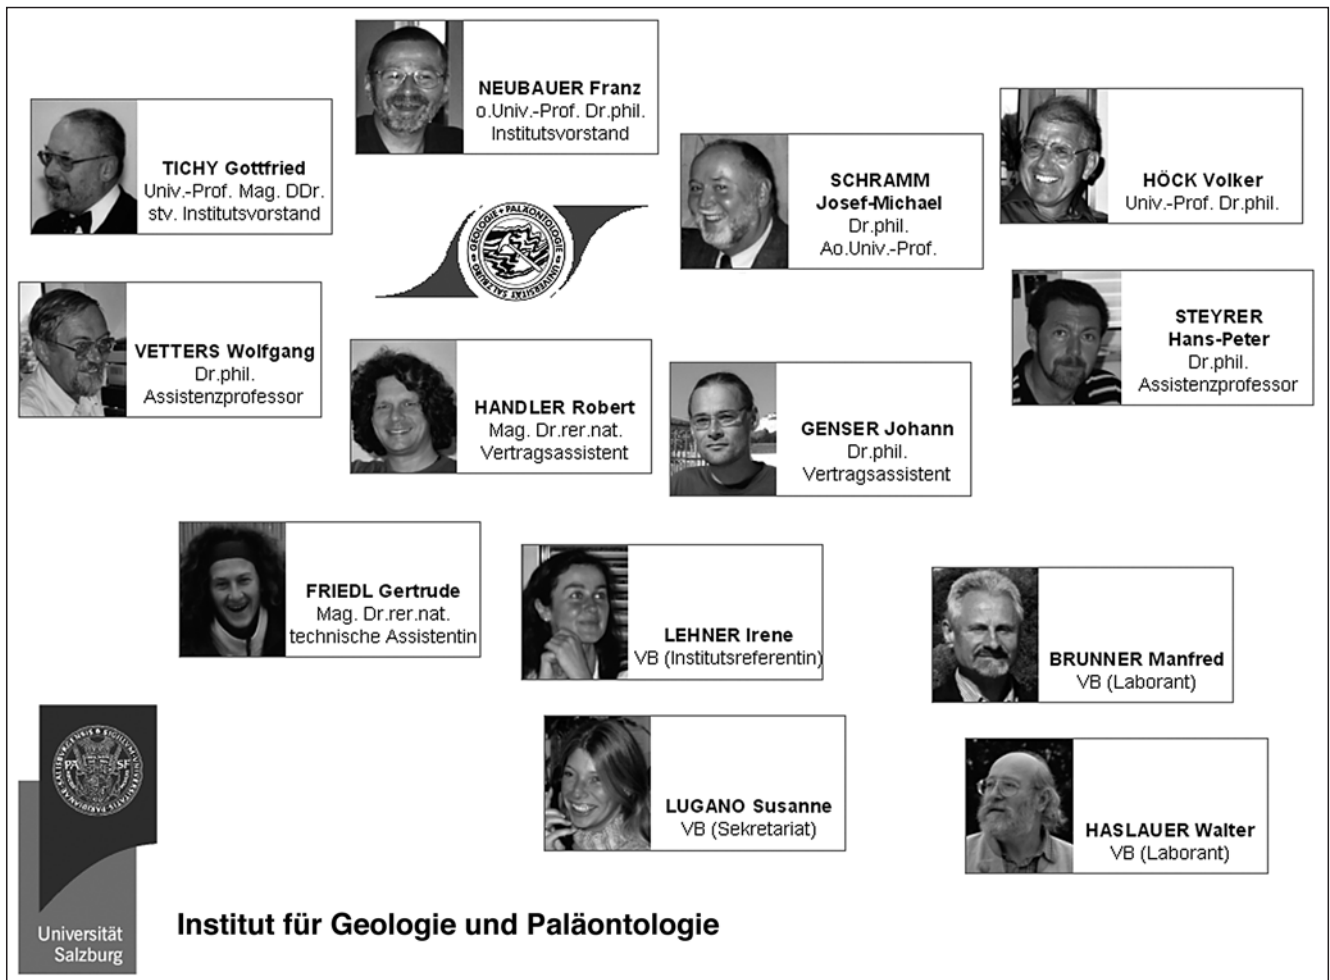 NEUBAUER Franz
o.Univ.-Prof. Dr.phil.
Institutsvorstand
TICHY Gottfried
Univ.-Prof. Mag. DDr.
stv. Institutsvorstand
SCHRAMM
Josef-Michael
Dr.phil.
Ao.Univ.-Prof.
HÖCK Volker
Univ.-Prof. Dr.phil.
GEOLOGIE + PALÄONTOLOGIE
UNIVERSITÄT SALZBURG
VETTERS Wolfgang
Dr.phil.
Assistenzprofessor
STEYRER
Hans-Peter
Dr.phil.
Assistenzprofessor
HANDLER Robert
Mag. Dr.rer.nat.
Vertragsassistent
GENSER Johann
Dr.phil.
Vertragsassistent
FRIEDL Gertrude
Mag. Dr.rer.nat.
technische Assistentin
LEHNER Irene
VB (Institutsreferentin)
BRUNNER Manfred
VB (Laborant)
LUGANO Susanne
VB (Sekretariat)
HASLAUER Walter
VB (Laborant)
Universität
Salzburg
Institut für Geologie und Paläontologie